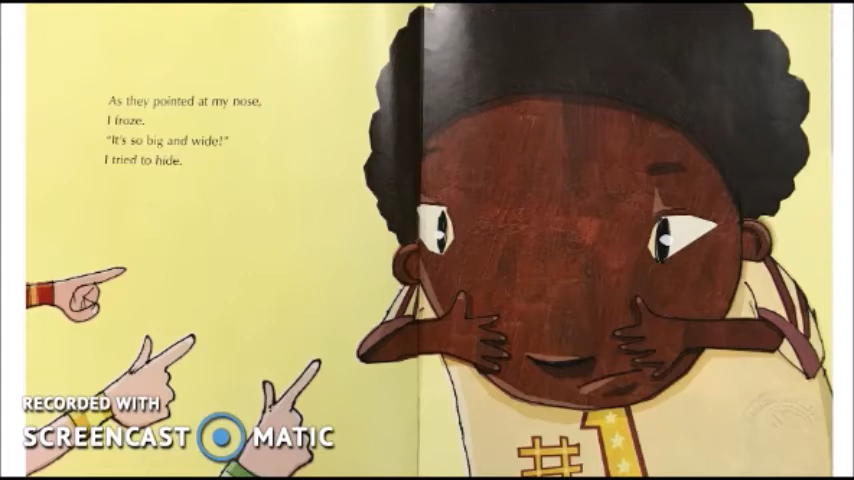 As they pointed at my nose,
I froze.
"It's so big and wide!"
I tried to hide.
RECORDED WITH
SCREENCAST MATIC
#1